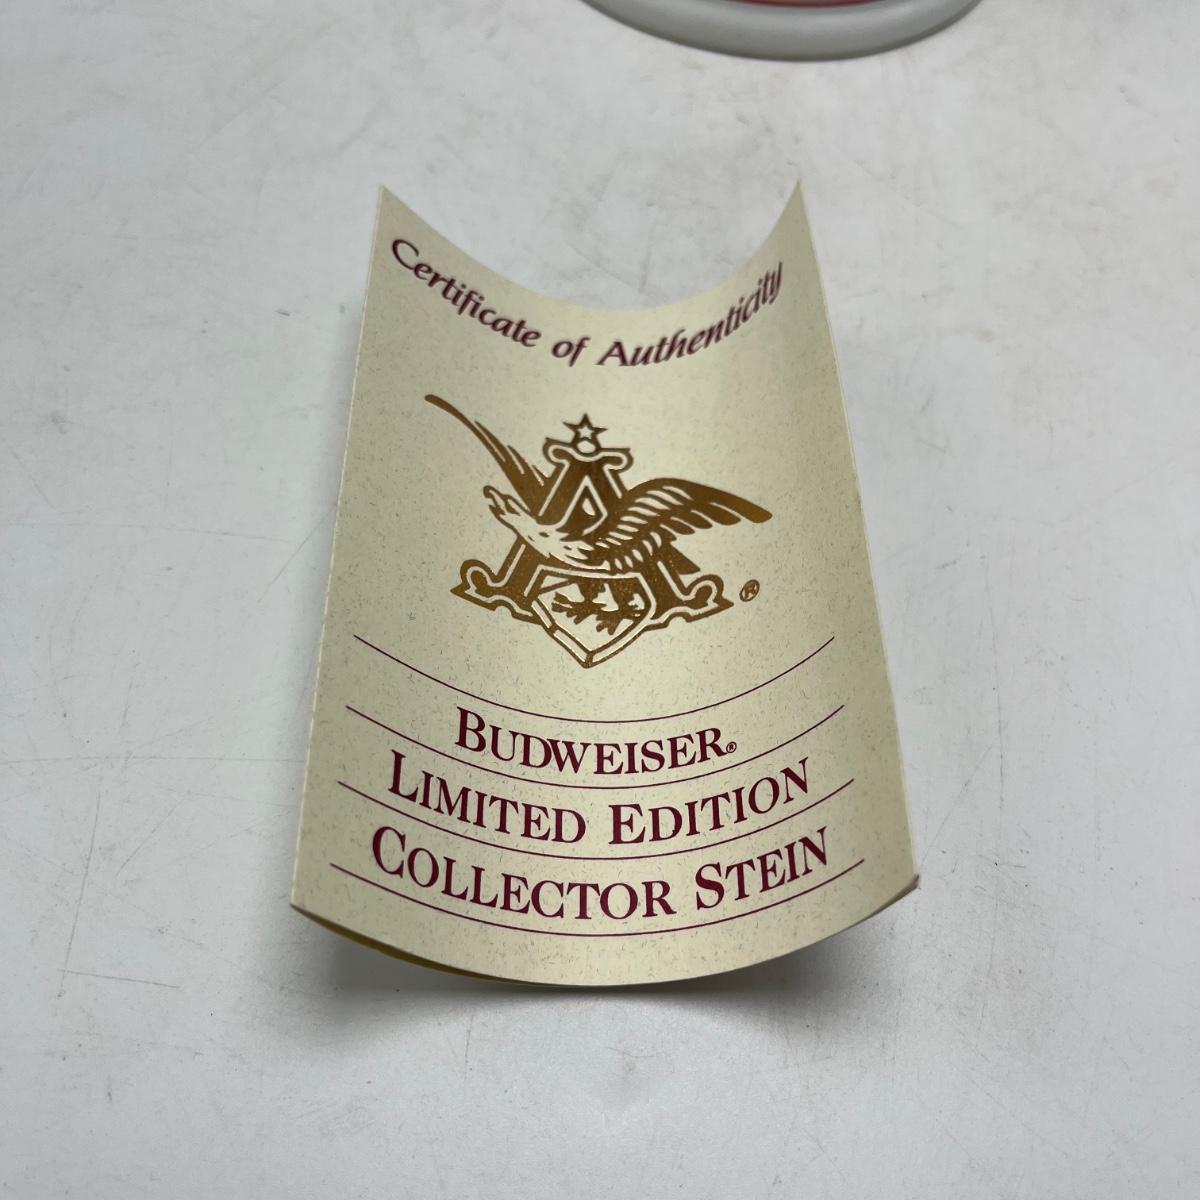 Certificate of Authenticity
A
®
BUDWEISER®
LIMITED EDITION
COLLECTOR STEIN